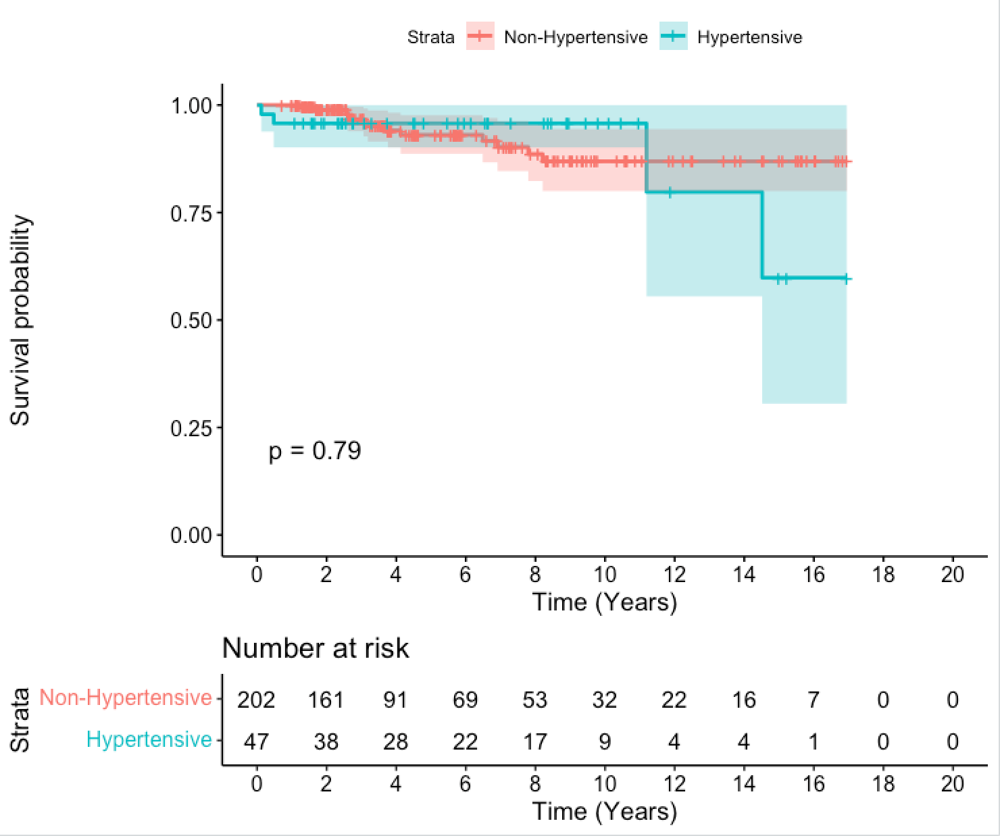 Strata Non-Hypertensive Hypertensive
Survival probability
1.00
0.75
0.50
0.25
0.00
p = 0.79
0 2 4 6 8 10 12 14 16 18 20
Time (Years)
Number at risk
Strata
Non-Hypertensive 202 161 91 69 53 32 22 16 7 0 0
Hypertensive 47 38 28 22 17 9 4 4 1 0 0
0 2 4 6 8 10 12 14 16 18 20
Time (Years)